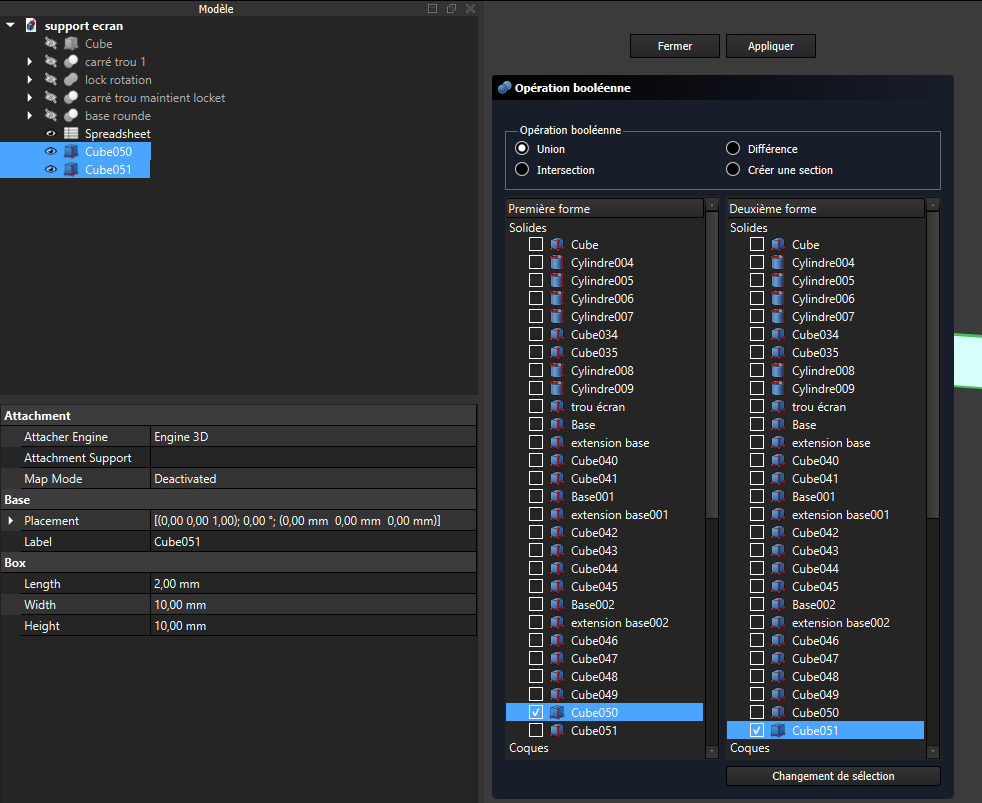 Modèle
support ecran
Cube
carré trou 1
lock rotation
carré trou maintient locket
base rounde
Spreadsheet
Cube050
Cube051
Attachment
Attacher Engine Engine 3D
Attachment Support
Map Mode Deactivated
Base
Placement [(0,00 0,00 1,00); 0,00 °; (0,00 mm 0,00 mm 0,00 mm)]
Label Cube051
Box
Length 2,00 mm
Width 10,00 mm
Height 10,00 mm
Fermer Appliquer
Opération booléenne
Opération booléenne
Union Différence
Intersection Créer une section
Première forme
Solides
Cube
Cylindre004
Cylindre005
Cylindre006
Cylindre007
Cube034
Cube035
Cylindre008
Cylindre009
trou écran
Base
extension base
Cube040
Cube041
Base001
extension base001
Cube042
Cube043
Cube044
Cube045
Base002
extension base002
Cube046
Cube047
Cube048
Cube049
Cube050
Cube051
Coques
Deuxième forme
Solides
Cube
Cylindre004
Cylindre005
Cylindre006
Cylindre007
Cube034
Cube035
Cylindre008
Cylindre009
trou écran
Base
extension base
Cube040
Cube041
Base001
extension base001
Cube042
Cube043
Cube044
Cube045
Base002
extension base002
Cube046
Cube047
Cube048
Cube049
Cube050
Cube051
Coques
Changement de sélection